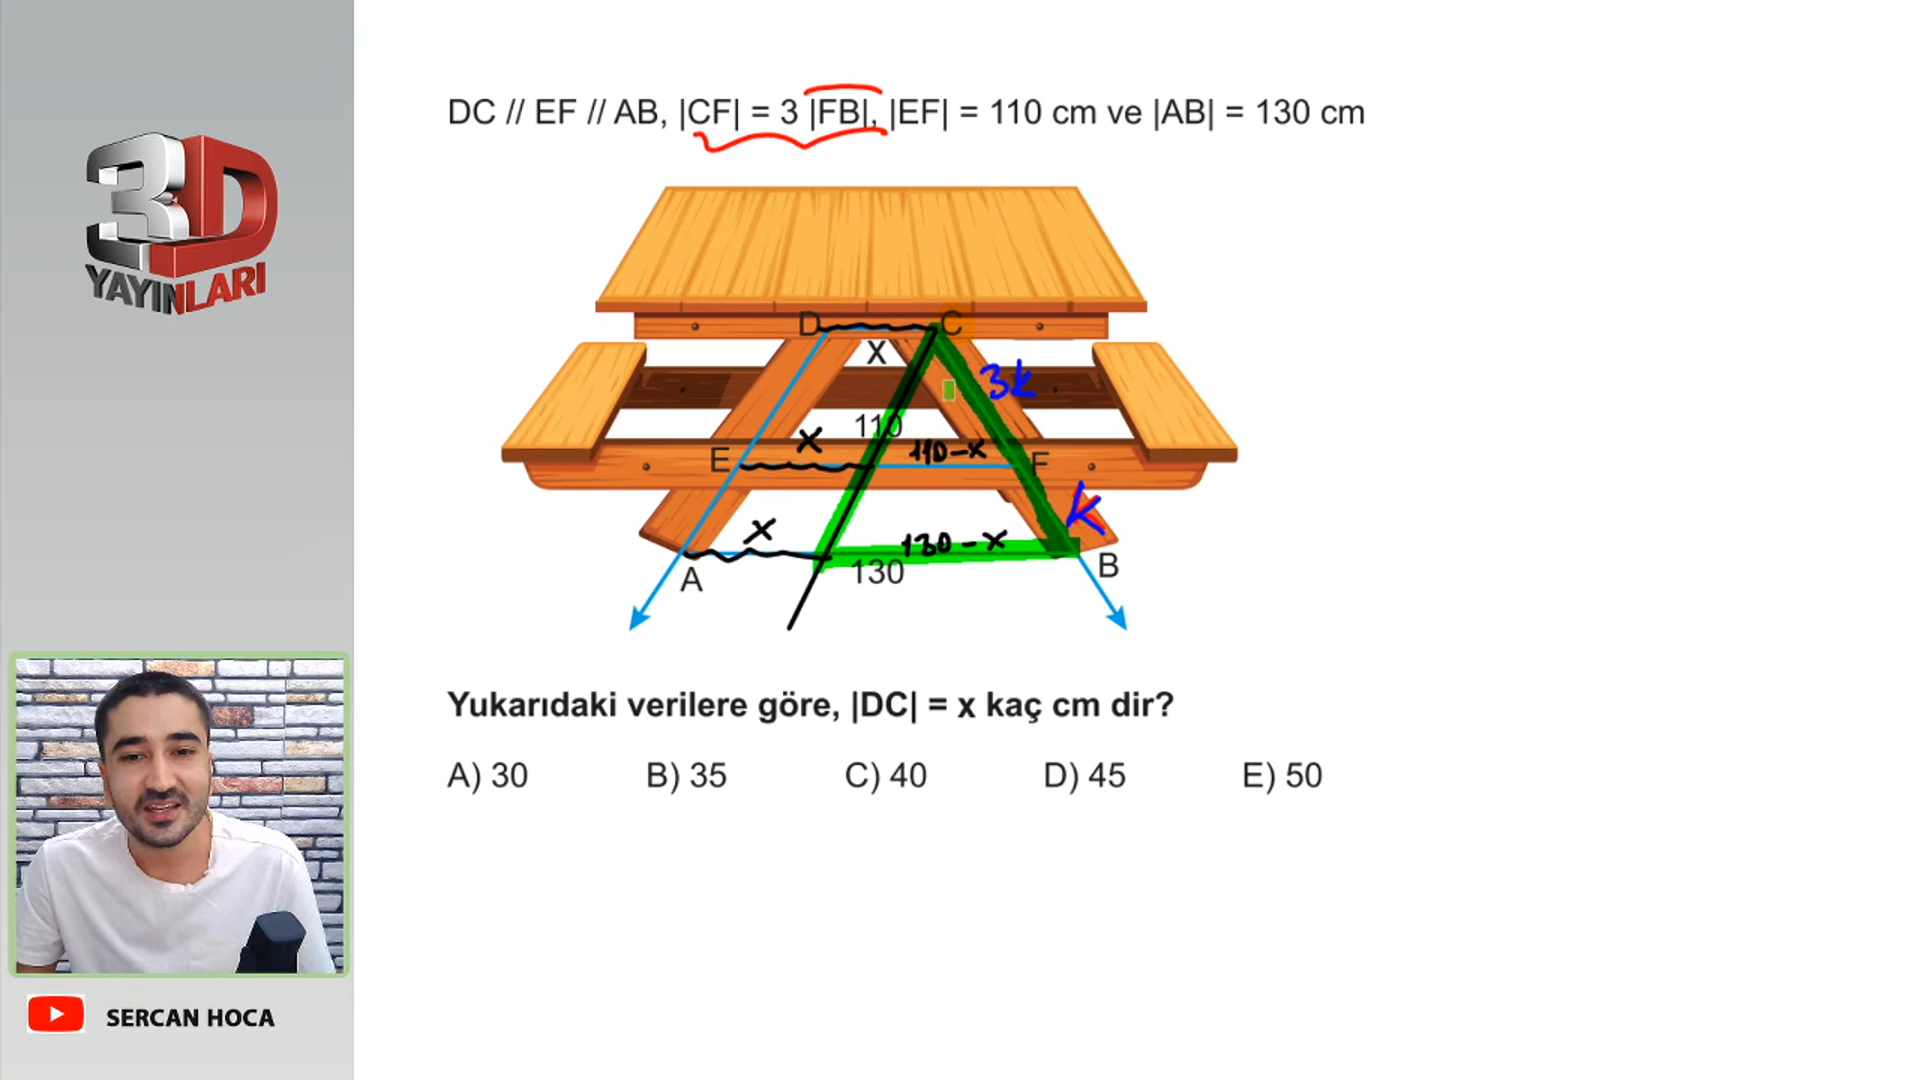 DC // EF // AB, |CF| = 3 |FB|, |EF| = 110 cm ve |AB| = 130 cm
3D
YAYINLARI
D C
x
3k
110
x 110-x
E F
k
x 130-x
130
A B
Yukarıdaki verilere göre, |DC| = x kaç cm dir?
A) 30 B) 35 C) 40 D) 45 E) 50
SERCAN HOCA